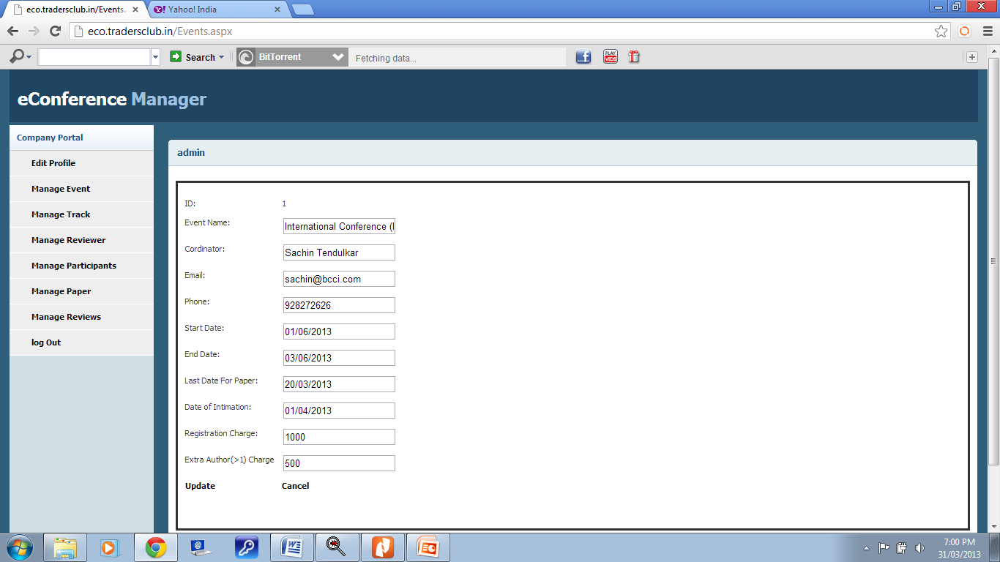 eco.tradersclub.in/Events.
Yahoo! India
eco.tradersclub.in/Events.aspx
Search
BitTorrent
Fetching data...
PLAY VIDS
eConference Manager
Company Portal
Edit Profile
Manage Event
Manage Track
Manage Reviewer
Manage Participants
Manage Paper
Manage Reviews
log Out
admin
ID: 1
Event Name: International Conference (I
Cordinator: Sachin Tendulkar
Email: sachin@bcci.com
Phone: 928272626
Start Date: 01/06/2013
End Date: 03/06/2013
Last Date For Paper: 20/03/2013
Date of Intimation: 01/04/2013
Registration Charge: 1000
Extra Author(>1) Charge 500
Update Cancel
7:00 PM
31/03/2013